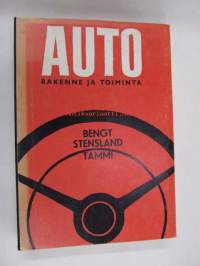 AUTO
RAKENNE JA TOIMINTA
BENGT
STENSLAND
TAMMI